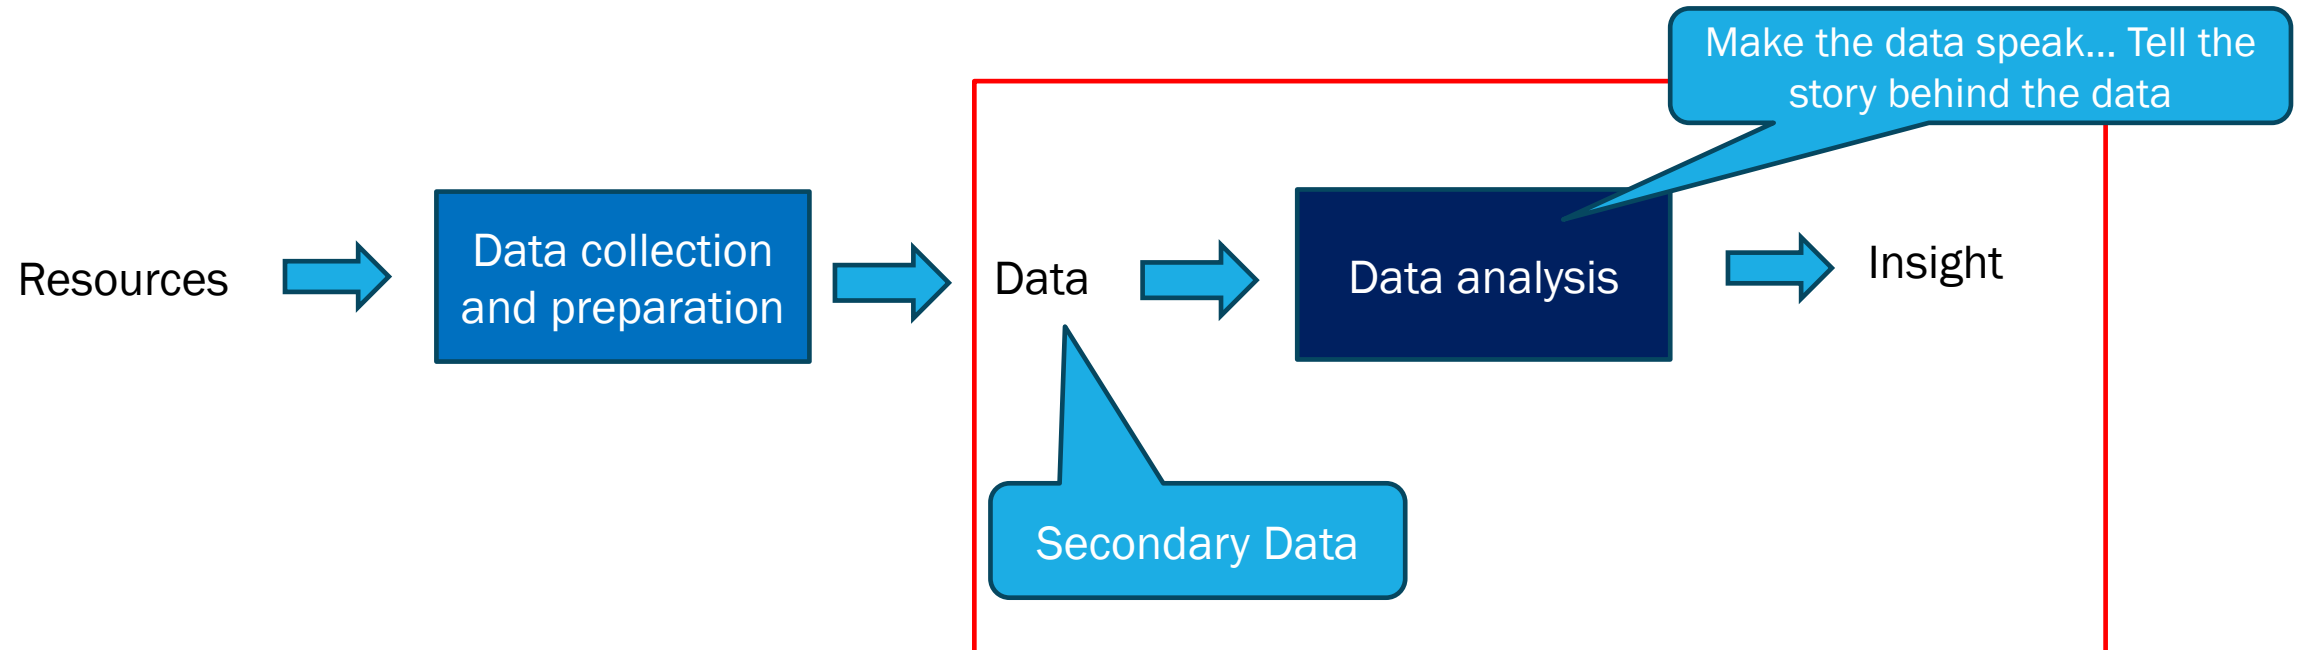 Make the data speak... Tell the
story behind the data
Resources
Data collection
and preparation
Data
Data analysis
Insight
Secondary Data